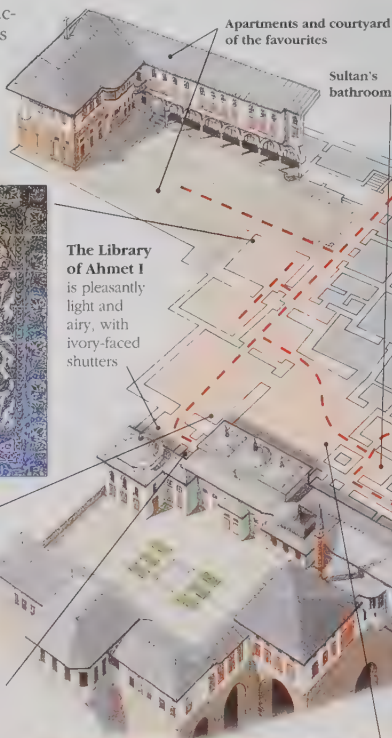 ac-
s
Apartments and courtyard
of the favourites
Sultan's
bathroom
The Library
of Ahmet I
is pleasantly
light and
airy, with
ivory-faced
shutters